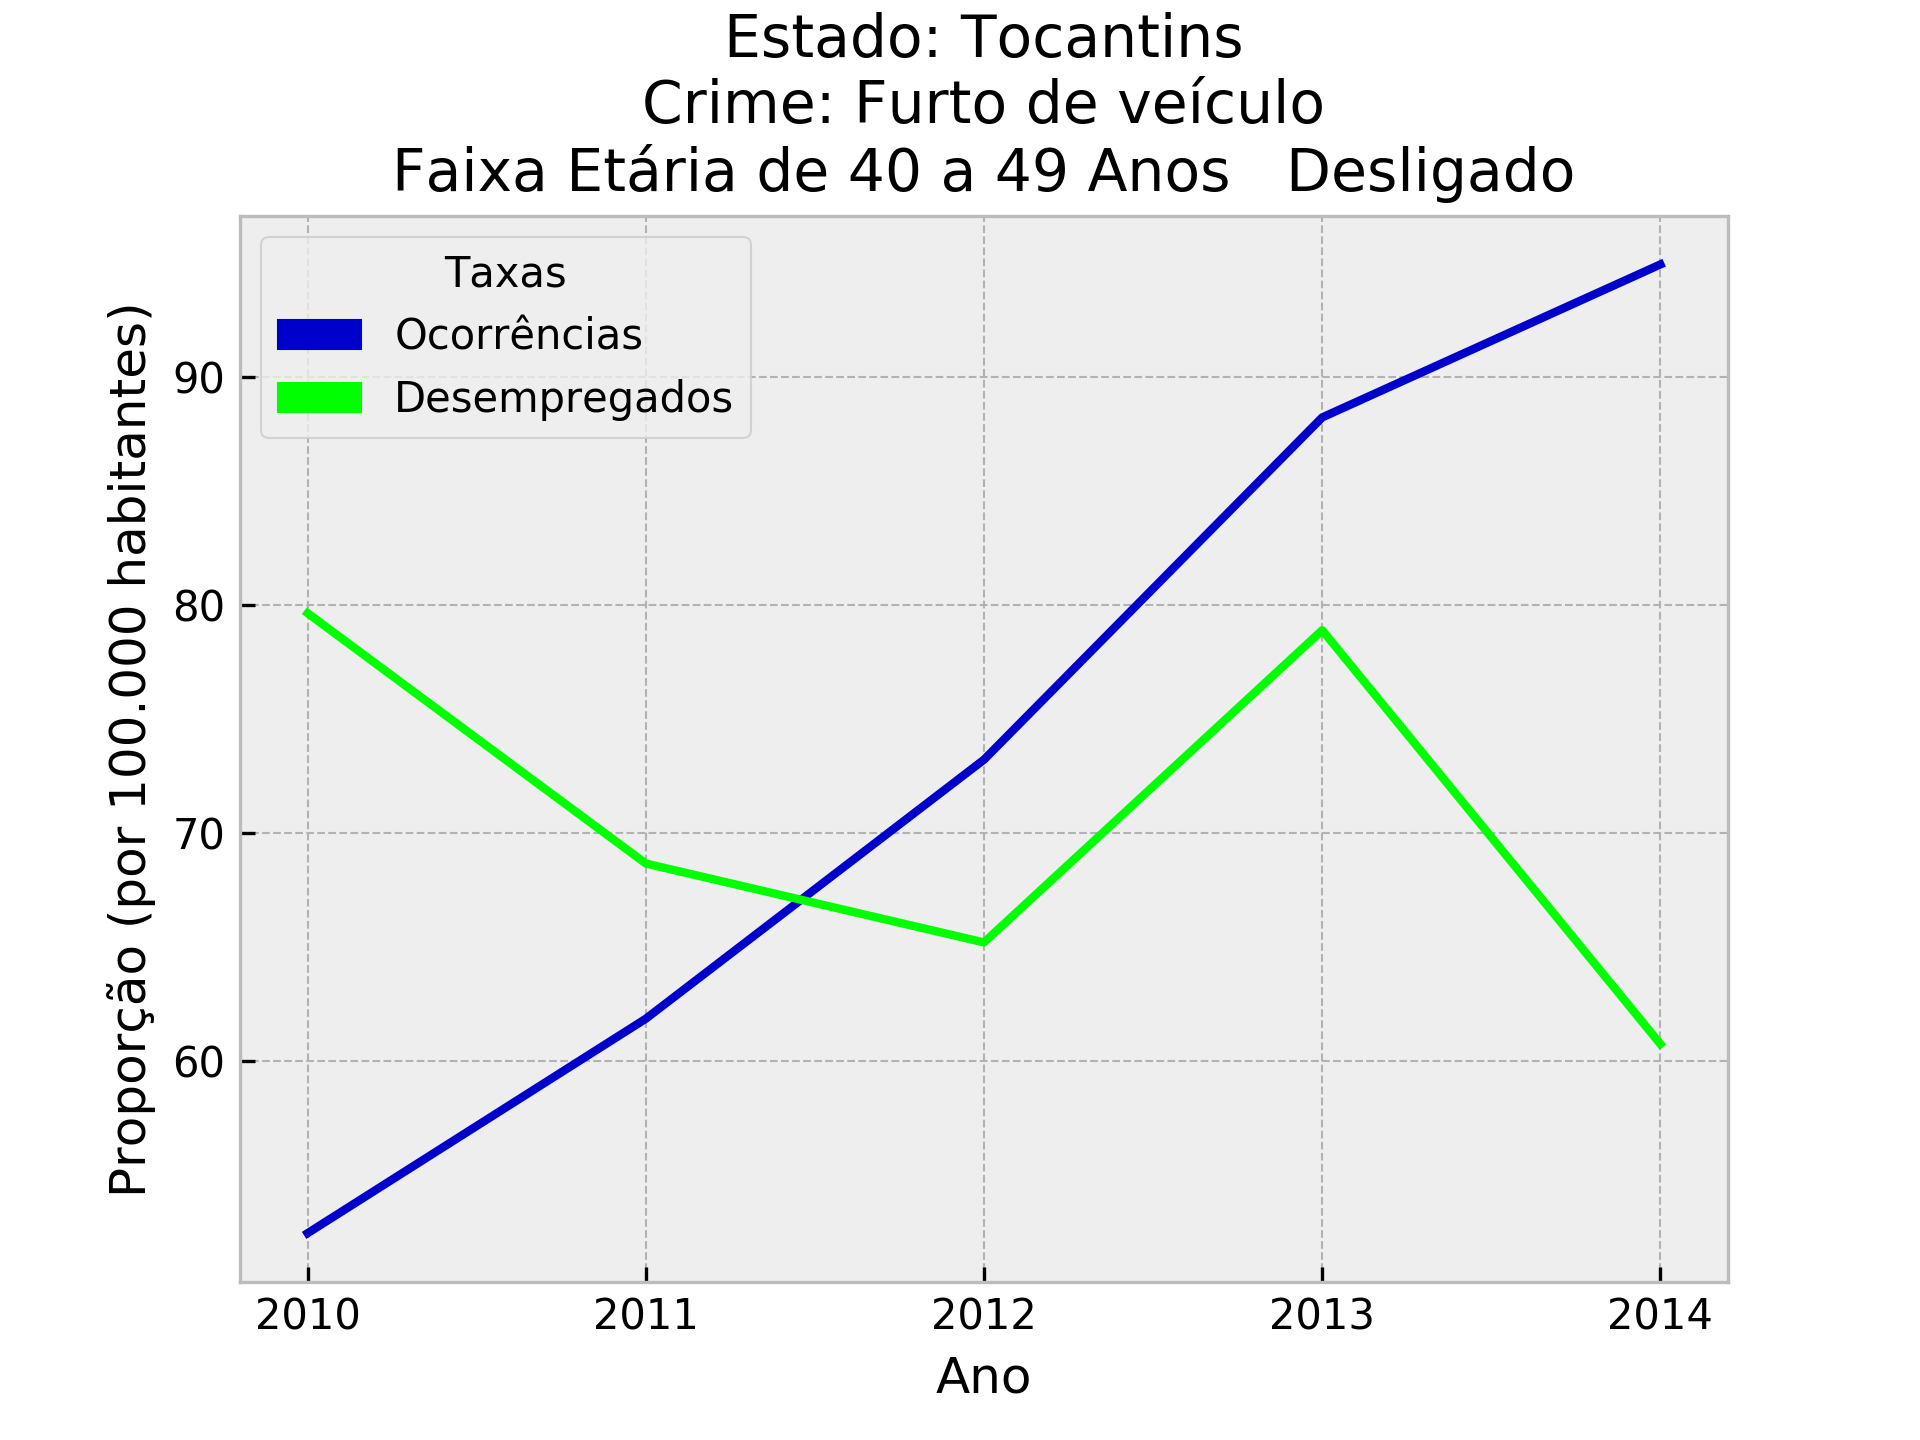 Estado: Tocantins
Crime: Furto de veículo
Faixa Etária de 40 a 49 Anos   Desligado
Taxas
Ocorrências
Desempregados
Proporção (por 100.000 habitantes)
90
80
70
60
2010 2011 2012 2013 2014
Ano